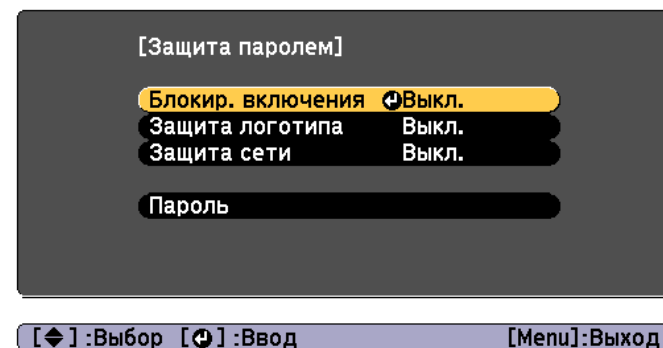 [Защита паролем]
Блокир. включения Выкл.
Защита логотипа Выкл.
Защита сети Выкл.
Пароль
[ ] :Выбор [ ] :Ввод [Menu]:Выход